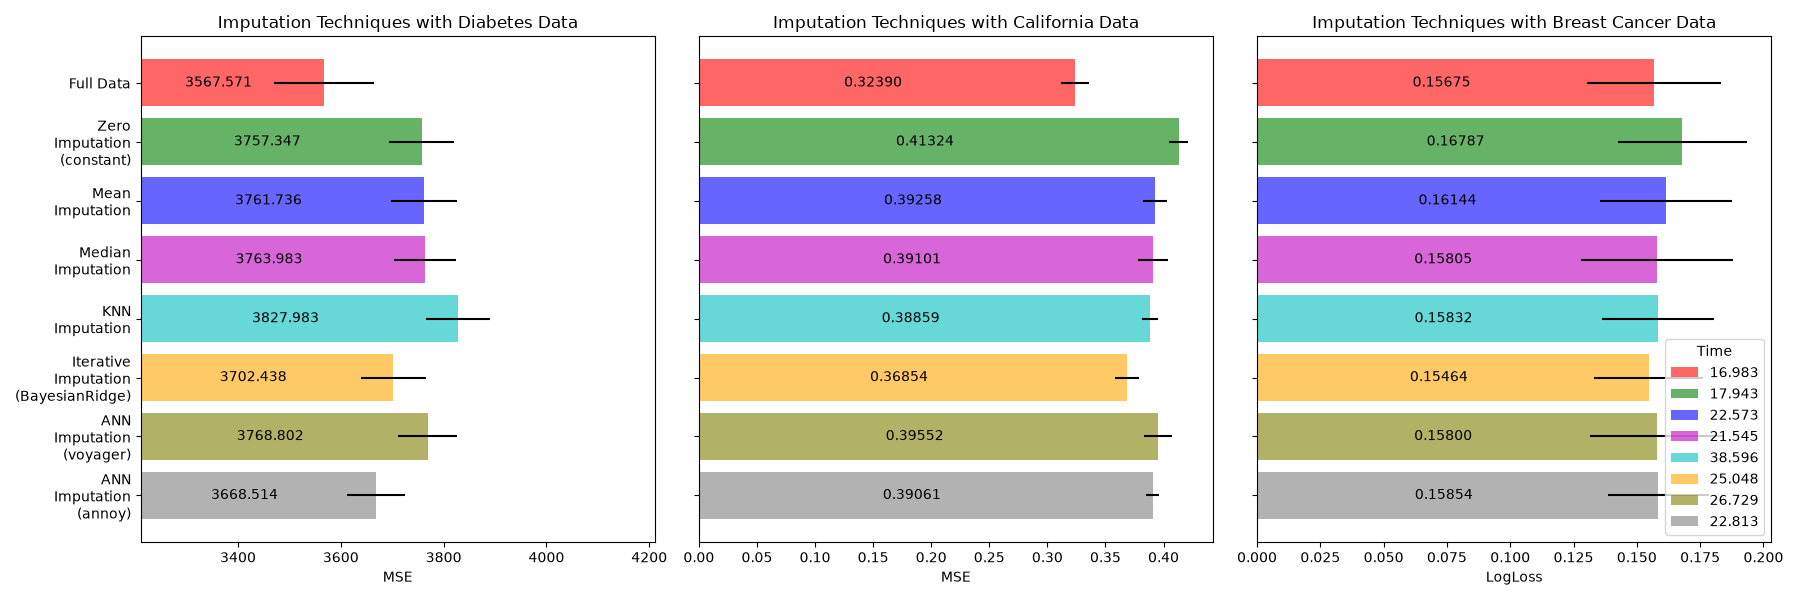 Imputation Techniques with Diabetes Data
Full Data
Zero
Imputation
(constant)
Mean
Imputation
Median
Imputation
KNN
Imputation
Iterative
Imputation
(BayesianRidge)
ANN
Imputation
(voyager)
ANN
Imputation
(annoy)
3567.571
3757.347
3761.736
3763.983
3827.983
3702.438
3768.802
3668.514
3400 3600 3800 4000 4200
MSE
Imputation Techniques with California Data
0.32390
0.41324
0.39258
0.39101
0.38859
0.36854
0.39552
0.39061
0.00 0.05 0.10 0.15 0.20 0.25 0.30 0.35 0.40
MSE
Imputation Techniques with Breast Cancer Data
0.15675
0.16787
0.16144
0.15805
0.15832
0.15464
0.15800
0.15854
Time
16.983
17.943
22.573
21.545
38.596
25.048
26.729
22.813
0.000 0.025 0.050 0.075 0.100 0.125 0.150 0.175 0.200
LogLoss